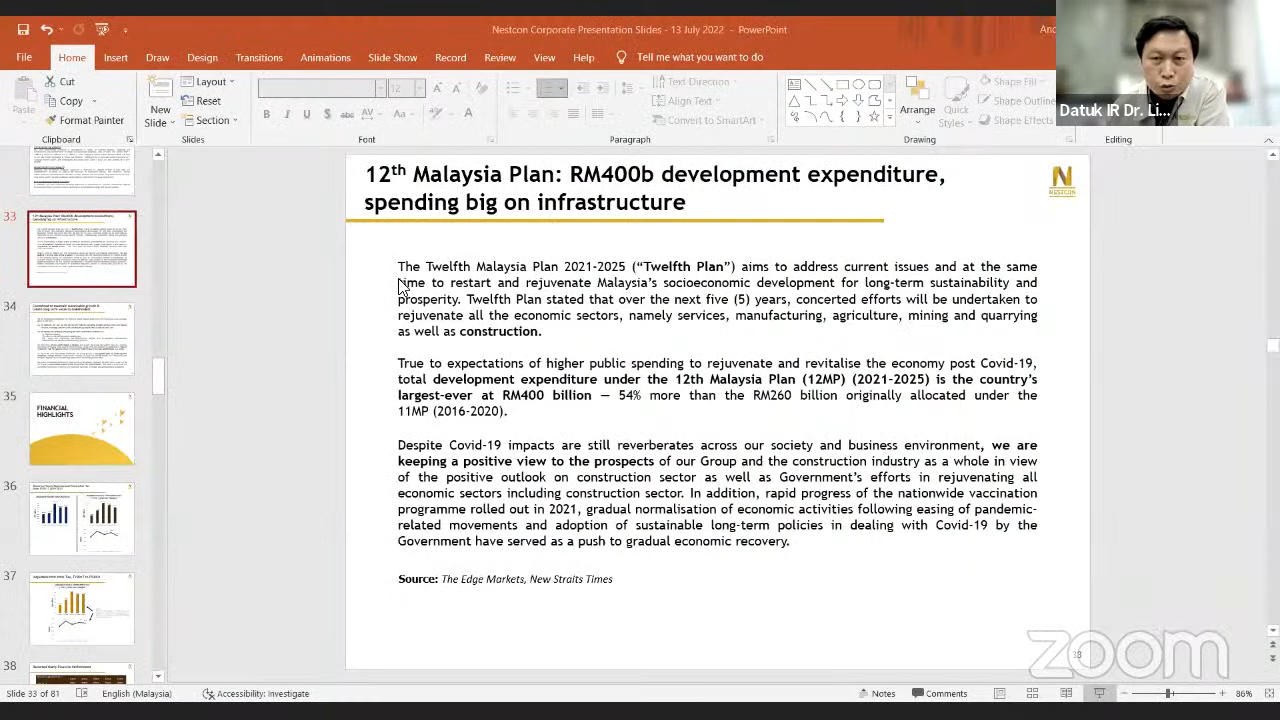 Nestcon Corporate Presentation Slides - 13 July 2022 - PowerPoint
File Home Insert Draw Design Transitions Animations Slide Show Record Review View Help Tell me what you want to do
Cut
Copy
Format Painter
Clipboard
New Slide
Layout
Reset
Section
Slides
12
Font
Text Direction
Align Text
Convert to SmartArt
Paragraph
Arrange
Quick Styles
Shape Fill
Shape Outline
Shape Effects
Drawing
Editing
Datuk IR Dr. Li...
33
34
35
FINANCIAL
HIGHLIGHTS
36
37
38
12th Malaysia Plan: RM400b development expenditure,
spending big on infrastructure
NESTCON
The Twelfth Malaysia Plan 2021-2025 (“Twelfth Plan”) aims to address current issues and at the same
time to restart and rejuvenate Malaysia’s socioeconomic development for long-term sustainability and
prosperity. Twelfth Plan stated that over the next five (5) years, concerted efforts will be undertaken to
rejuvenate all the economic sectors, namely services, manufacturing, agriculture, mining and quarrying
as well as construction.
True to expectations of higher public spending to rejuvenate and revitalise the economy post Covid-19,
total development expenditure under the 12th Malaysia Plan (12MP) (2021-2025) is the country’s
largest-ever at RM400 billion — 54% more than the RM260 billion originally allocated under the
11MP (2016-2020).
Despite Covid-19 impacts are still reverberates across our society and business environment, we are
keeping a positive view to the prospects of our Group and the construction industry as a whole in view
of the positive outlook on construction sector as well as Government’s efforts in rejuvenating all
economic sectors including construction sector. In addition, rapid progress of the nationwide vaccination
programme rolled out in 2021, gradual normalisation of economic activities following easing of pandemic-
related movements and adoption of sustainable long-term policies in dealing with Covid-19 by the
Government have served as a push to gradual economic recovery.
Source: The Edge Markets, New Straits Times
33
zoom
Slide 33 of 81 English (Malaysia) Accessibility: Investigate Notes Comments 86%